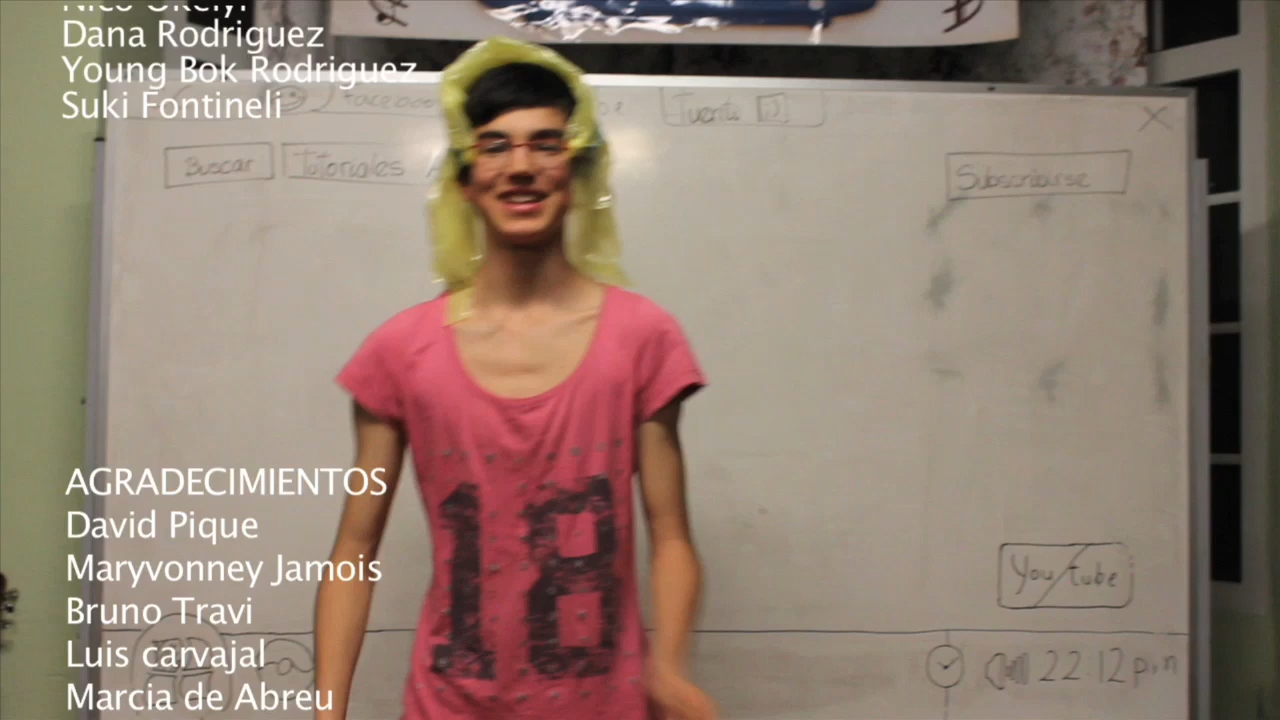 Dana Rodriguez
Young Bok Rodriguez
Suki Fontineli
Tuenti
Buscar
Tutoriales
Subscribirse
18
AGRADECIMIENTOS
David Pique
Maryvonney Jamois
Bruno Travi
Luis carvajal
Marcia de Abreu
You tube
22:12 pm